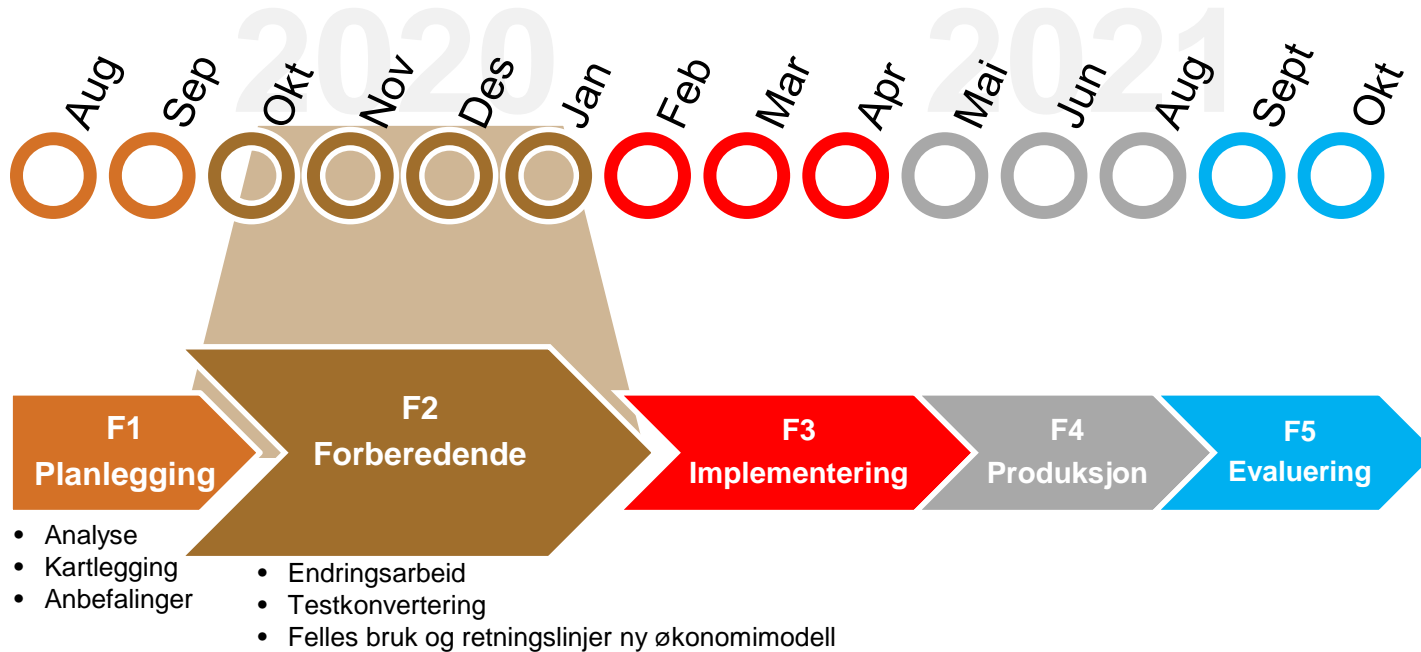 2020 2021
Aug Sep Okt Nov Des Jan Feb Mar Apr Mai Jun Aug Sept Okt
F1
Planlegging
F2
Forberedende
F3
Implementering
F4
Produksjon
F5
Evaluering
• Analyse
• Kartlegging
• Anbefalinger
• Endringsarbeid
• Testkonvertering
• Felles bruk og retningslinjer ny økonomimodell